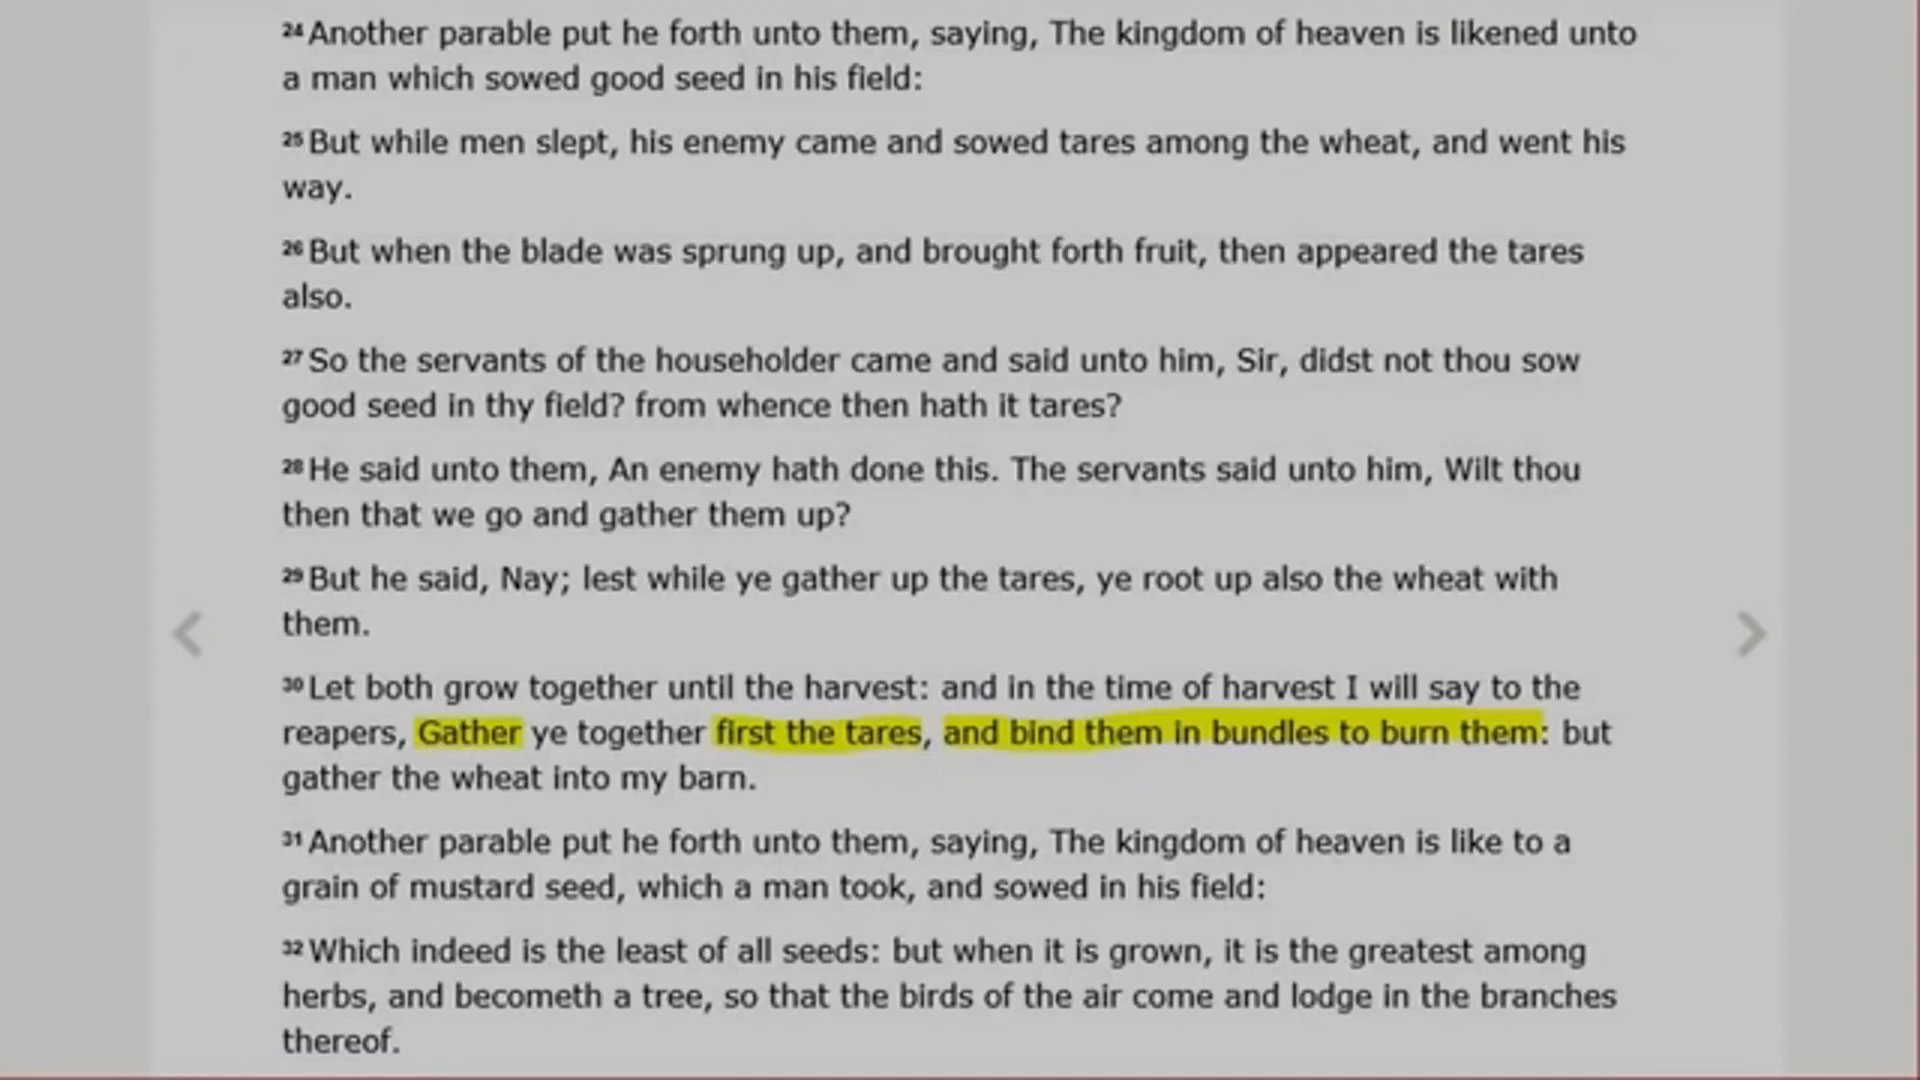 24 Another parable put he forth unto them, saying, The kingdom of heaven is likened unto
a man which sowed good seed in his field:
25 But while men slept, his enemy came and sowed tares among the wheat, and went his
way.
26 But when the blade was sprung up, and brought forth fruit, then appeared the tares
also.
27 So the servants of the householder came and said unto him, Sir, didst not thou sow
good seed in thy field? from whence then hath it tares?
28 He said unto them, An enemy hath done this. The servants said unto him, Wilt thou
then that we go and gather them up?
29 But he said, Nay; lest while ye gather up the tares, ye root up also the wheat with
them.
30 Let both grow together until the harvest: and in the time of harvest I will say to the
reapers, Gather ye together first the tares, and bind them in bundles to burn them: but
gather the wheat into my barn.
31 Another parable put he forth unto them, saying, The kingdom of heaven is like to a
grain of mustard seed, which a man took, and sowed in his field:
32 Which indeed is the least of all seeds: but when it is grown, it is the greatest among
herbs, and becometh a tree, so that the birds of the air come and lodge in the branches
thereof.